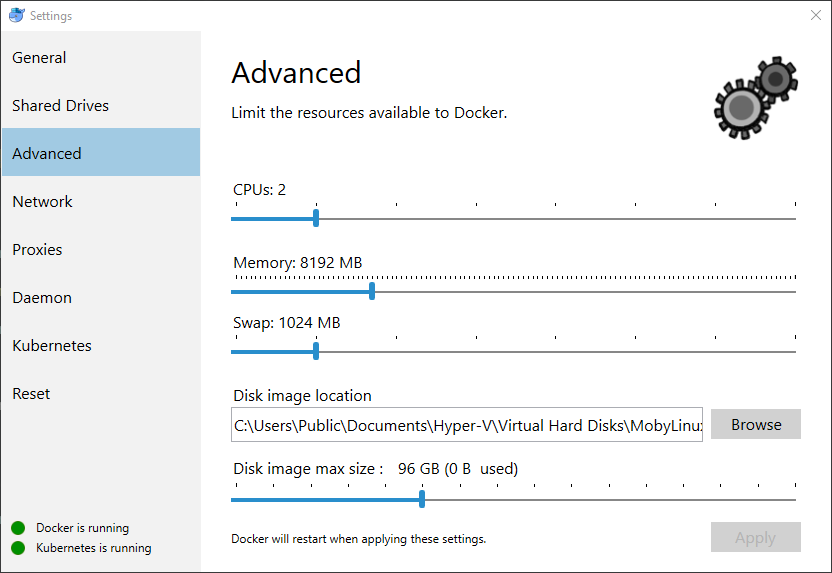 Settings
General
Shared Drives
Advanced
Network
Proxies
Daemon
Kubernetes
Reset
Docker is running
Kubernetes is running
Advanced
Limit the resources available to Docker.
CPUs: 2
Memory: 8192 MB
Swap: 1024 MB
Disk image location
C:\Users\Public\Documents\Hyper-V\Virtual Hard Disks\MobyLinux
Browse
Disk image max size : 96 GB (0 B used)
Docker will restart when applying these settings.
Apply